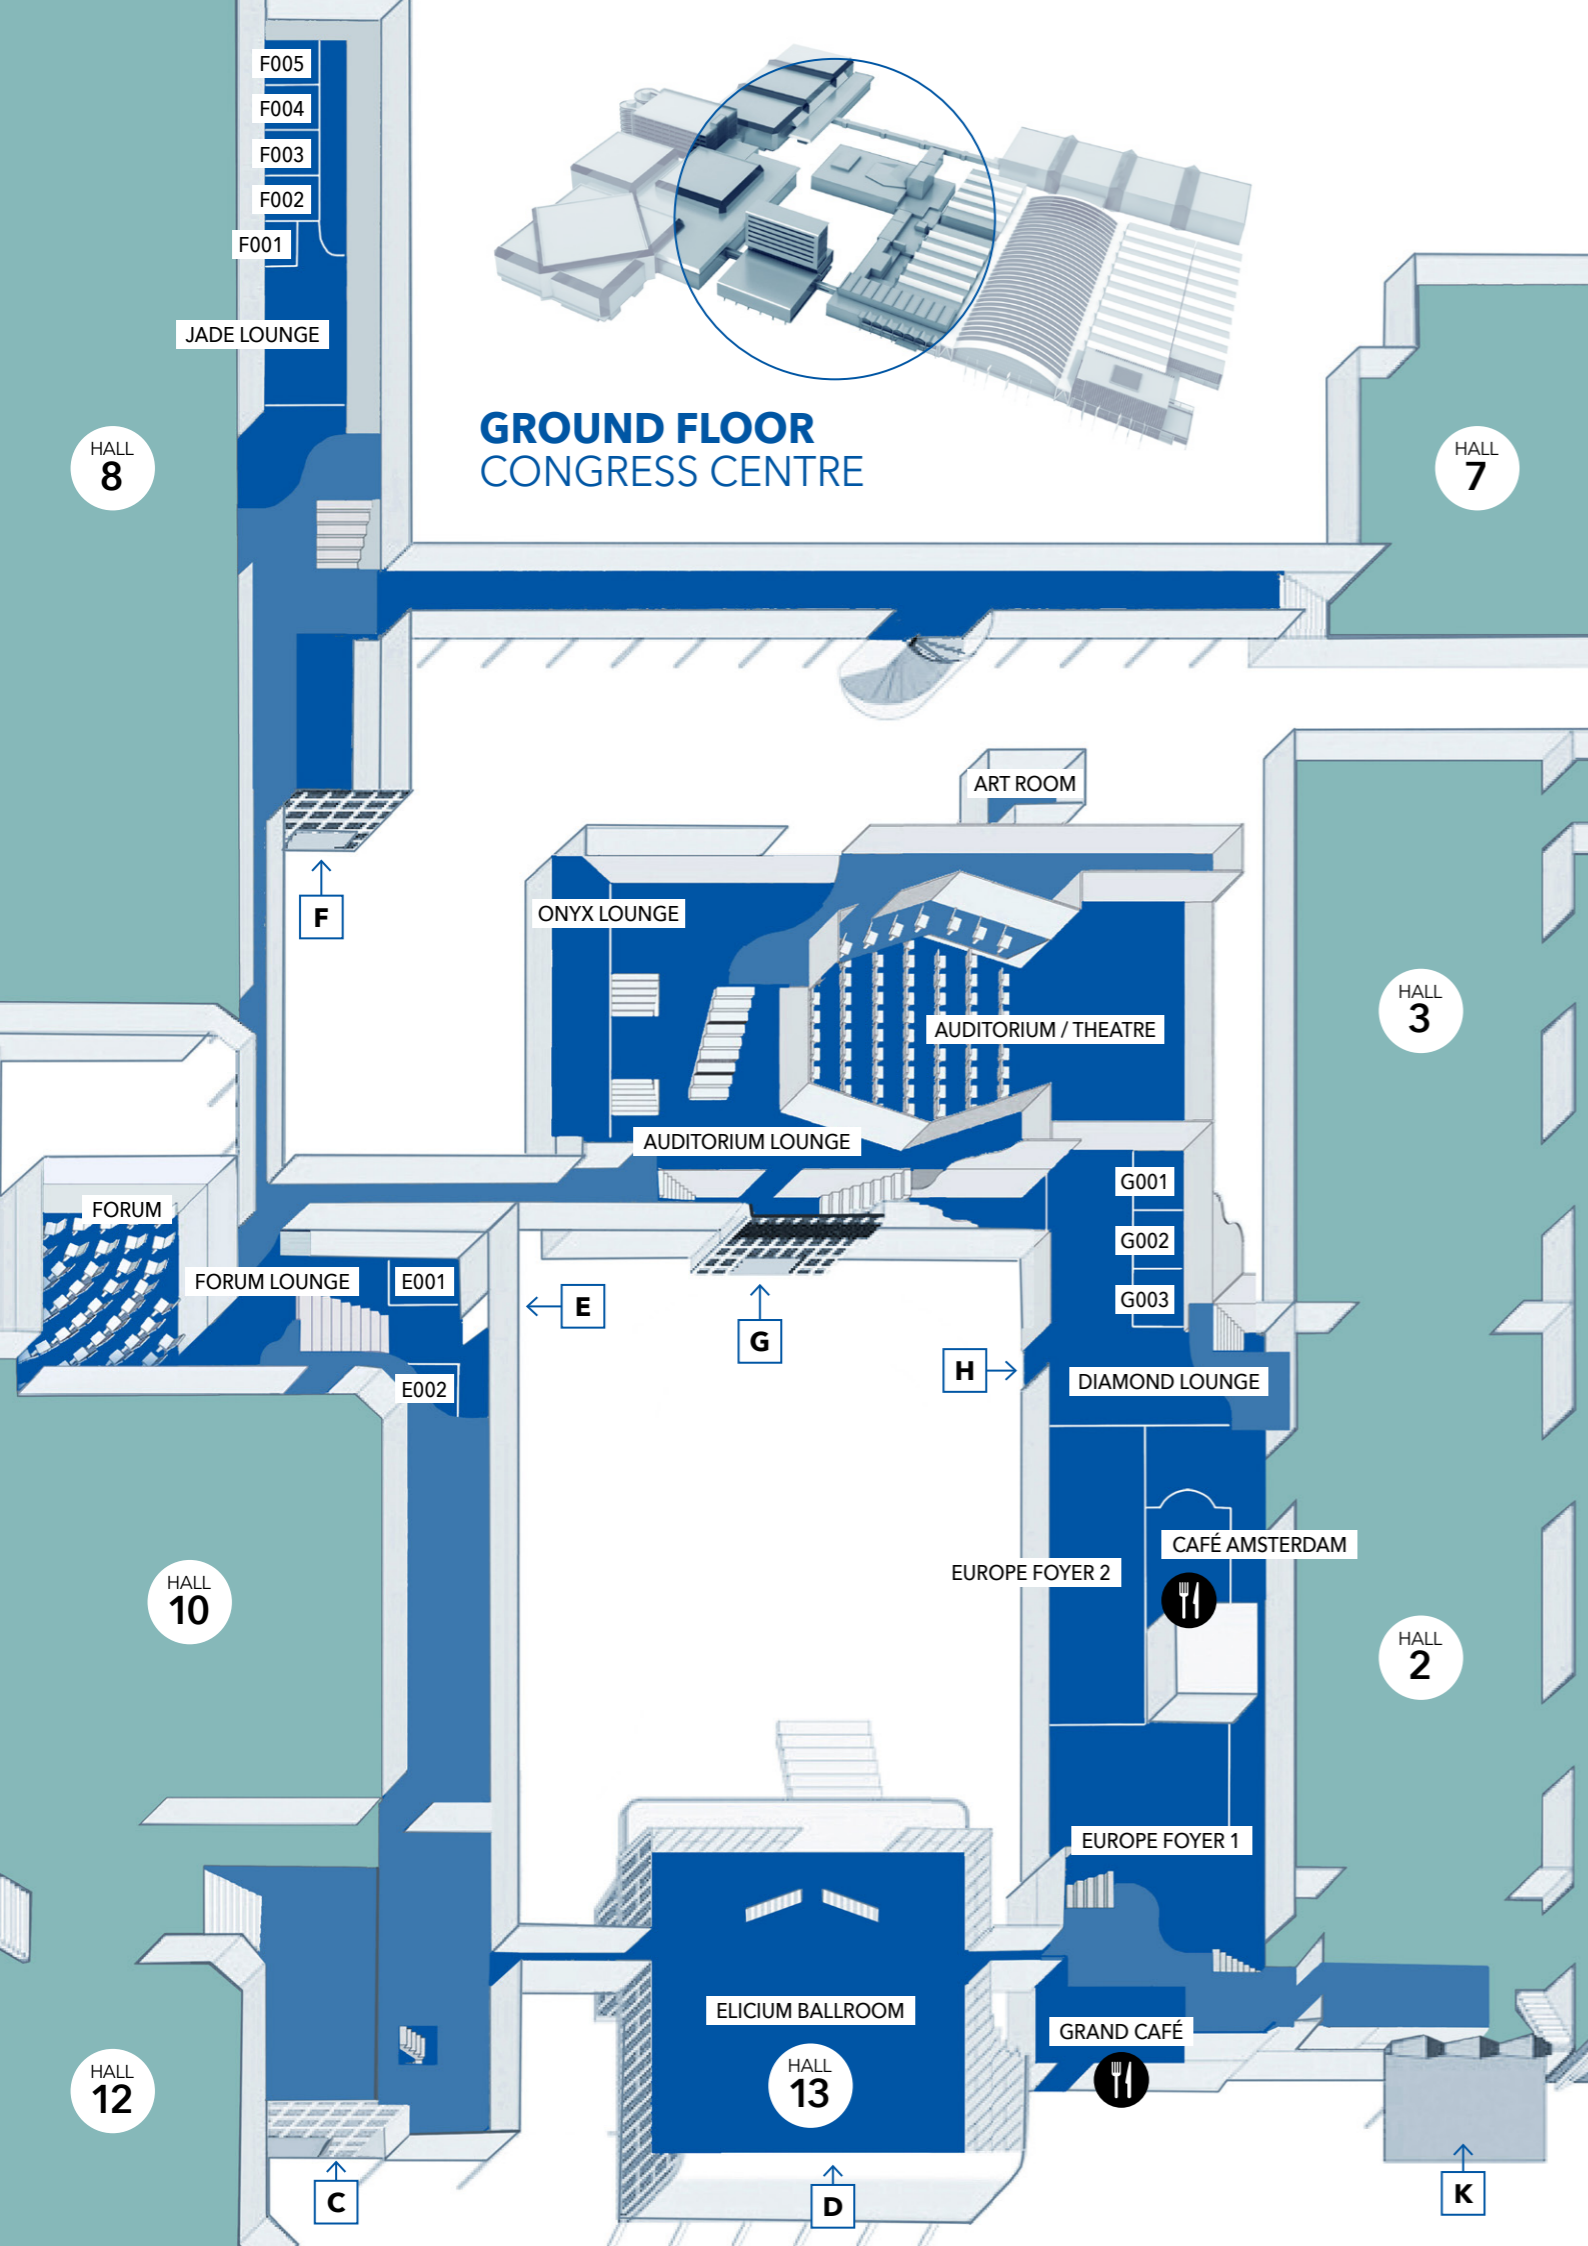 F005
F004
F003
F002
F001
JADE LOUNGE
GROUND FLOOR
CONGRESS CENTRE
HALL
8
HALL
7
ART ROOM
F
ONYX LOUNGE
AUDITORIUM / THEATRE
HALL
3
AUDITORIUM LOUNGE
G001
FORUM
G002
FORUM LOUNGE
E001
G003
E
G
H
DIAMOND LOUNGE
E002
CAFÉ AMSTERDAM
EUROPE FOYER 2
HALL
10
HALL
2
EUROPE FOYER 1
ELICIUM BALLROOM
GRAND CAFÉ
HALL
13
HALL
12
C
D
K